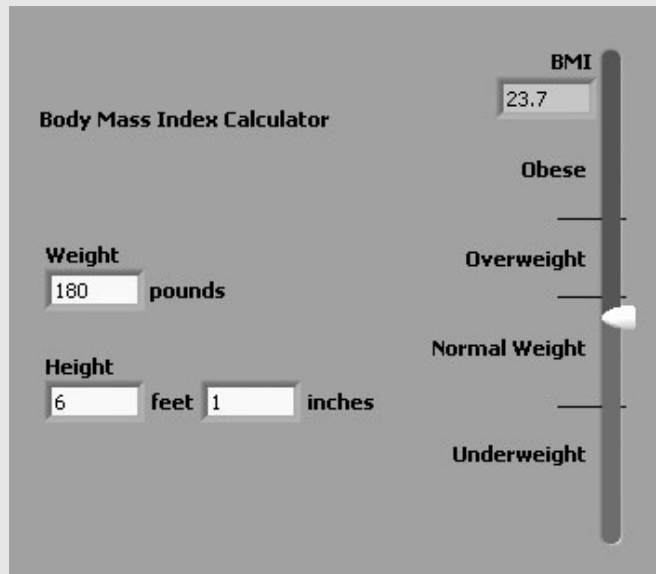 BMI
23.7
Body Mass Index Calculator
Obese
Weight
180 pounds
Overweight
Normal Weight
Height
6 feet 1 inches
Underweight